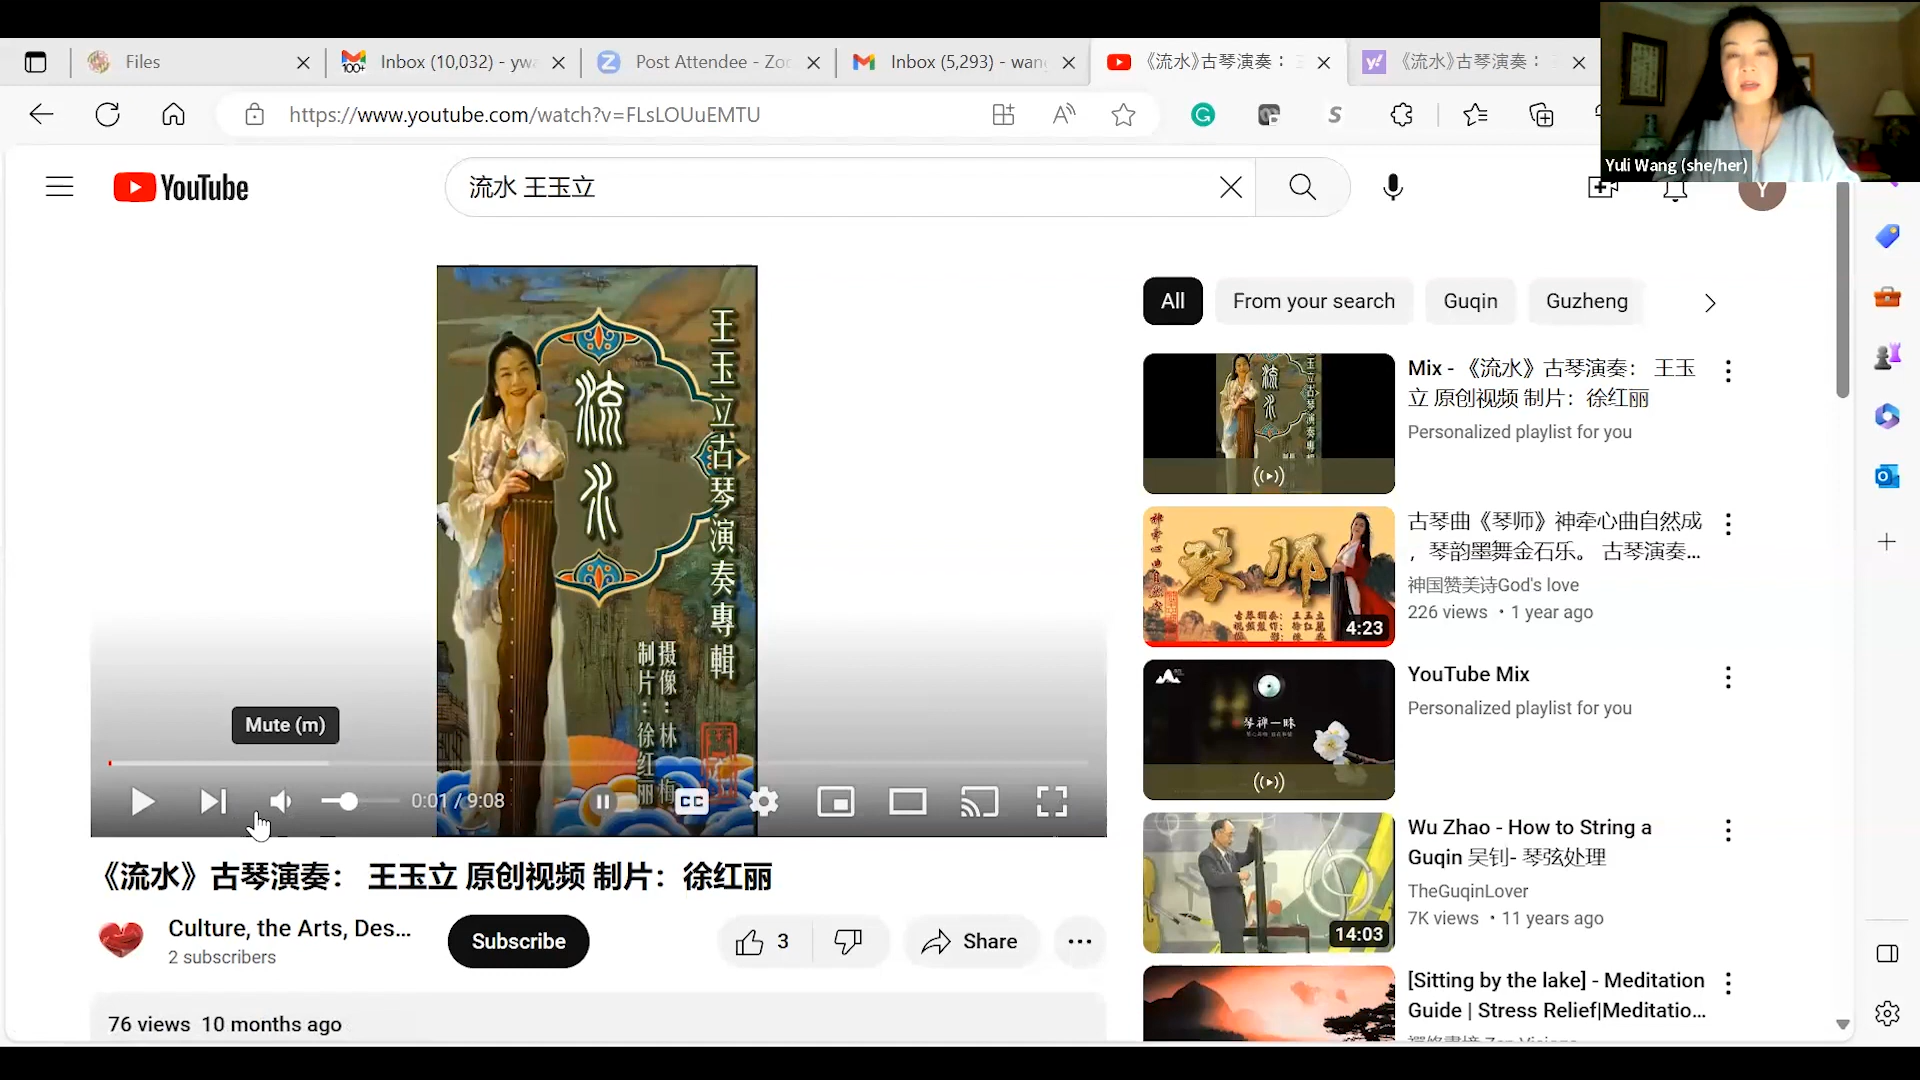 Files
Inbox (10,032) - ywa
Post Attendee - Zoo
Inbox (5,293) - wang
《流水》古琴演奏：
《流水》古琴演奏：
https://www.youtube.com/watch?v=FLsLOUuEMTU
Yuli Wang (she/her)
YouTube
流水 王玉立
Y
All
From your search
Guqin
Guzheng
流水
王玉立古琴演奏專輯
摄像：林梅
制片：徐红丽
Mute (m)
0:01 / 9:08
CC
《流水》古琴演奏： 王玉立 原创视频 制片：徐红丽
Culture, the Arts, Des...
2 subscribers
Subscribe
3
Share
76 views 10 months ago
Mix - 《流水》古琴演奏： 王玉
立 原创视频 制片：徐红丽
Personalized playlist for you
琴师
4:23
古琴曲《琴师》神牵心曲自然成
，琴韵墨舞金石乐。 古琴演奏...
神国赞美诗God's love
226 views • 1 year ago
琴禅一味
YouTube Mix
Personalized playlist for you
14:03
Wu Zhao - How to String a
Guqin 吴钊- 琴弦处理
TheGuqinLover
7K views • 11 years ago
[Sitting by the lake] - Meditation
Guide | Stress Relief|Meditatio...